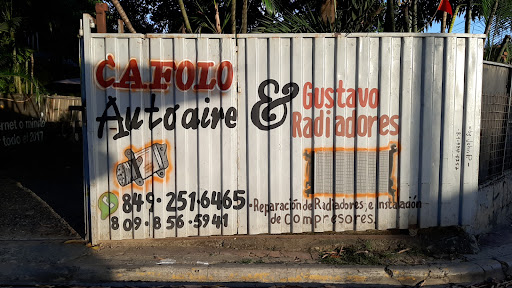 CAFOLO
Autoaire
&
Gustavo
Radiadores
849-251-6465
809-856-5941
-Reparación de Radiadores, e Instalación
de Compresores.